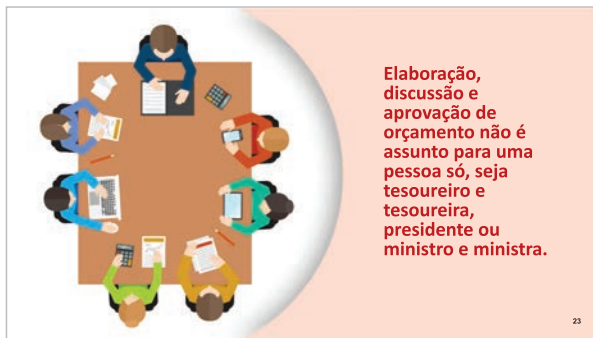 Elaboração,
discussão e
aprovação de
orçamento não é
assunto para uma
pessoa só, seja
tesoureiro e
tesoureira,
presidente ou
ministro e ministra.
23